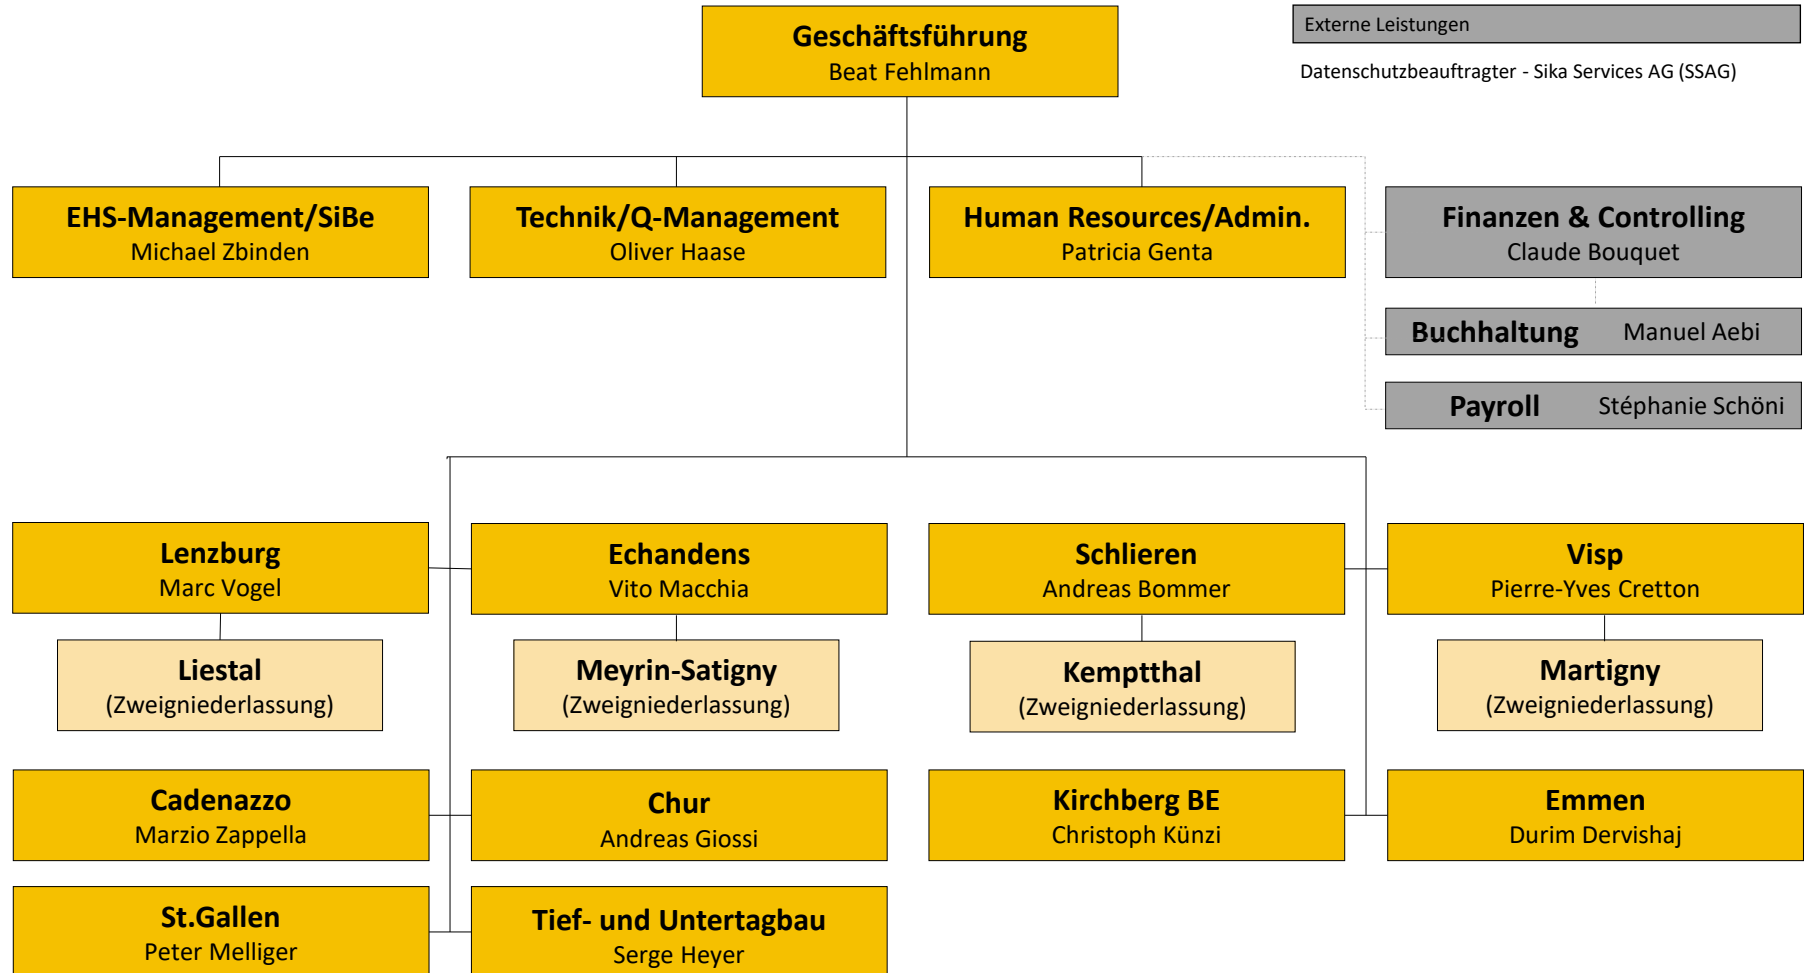 Geschäftsführung
Beat Fehlmann
Externe Leistungen
Datenschutzbeauftragter - Sika Services AG (SSAG)
EHS-Management/SiBe
Michael Zbinden
Technik/Q-Management
Oliver Haase
Human Resources/Admin.
Patricia Genta
Finanzen & Controlling
Claude Bouquet
Buchhaltung Manuel Aebi
Payroll Stéphanie Schöni
Lenzburg
Marc Vogel
Echandens
Vito Macchia
Schlieren
Andreas Bommer
Visp
Pierre-Yves Cretton
Liestal
(Zweigniederlassung)
Meyrin-Satigny
(Zweigniederlassung)
Kemptthal
(Zweigniederlassung)
Martigny
(Zweigniederlassung)
Cadenazzo
Marzio Zappella
Chur
Andreas Giossi
Kirchberg BE
Christoph Künzi
Emmen
Durim Dervishaj
St.Gallen
Peter Melliger
Tief- und Untertagbau
Serge Heyer